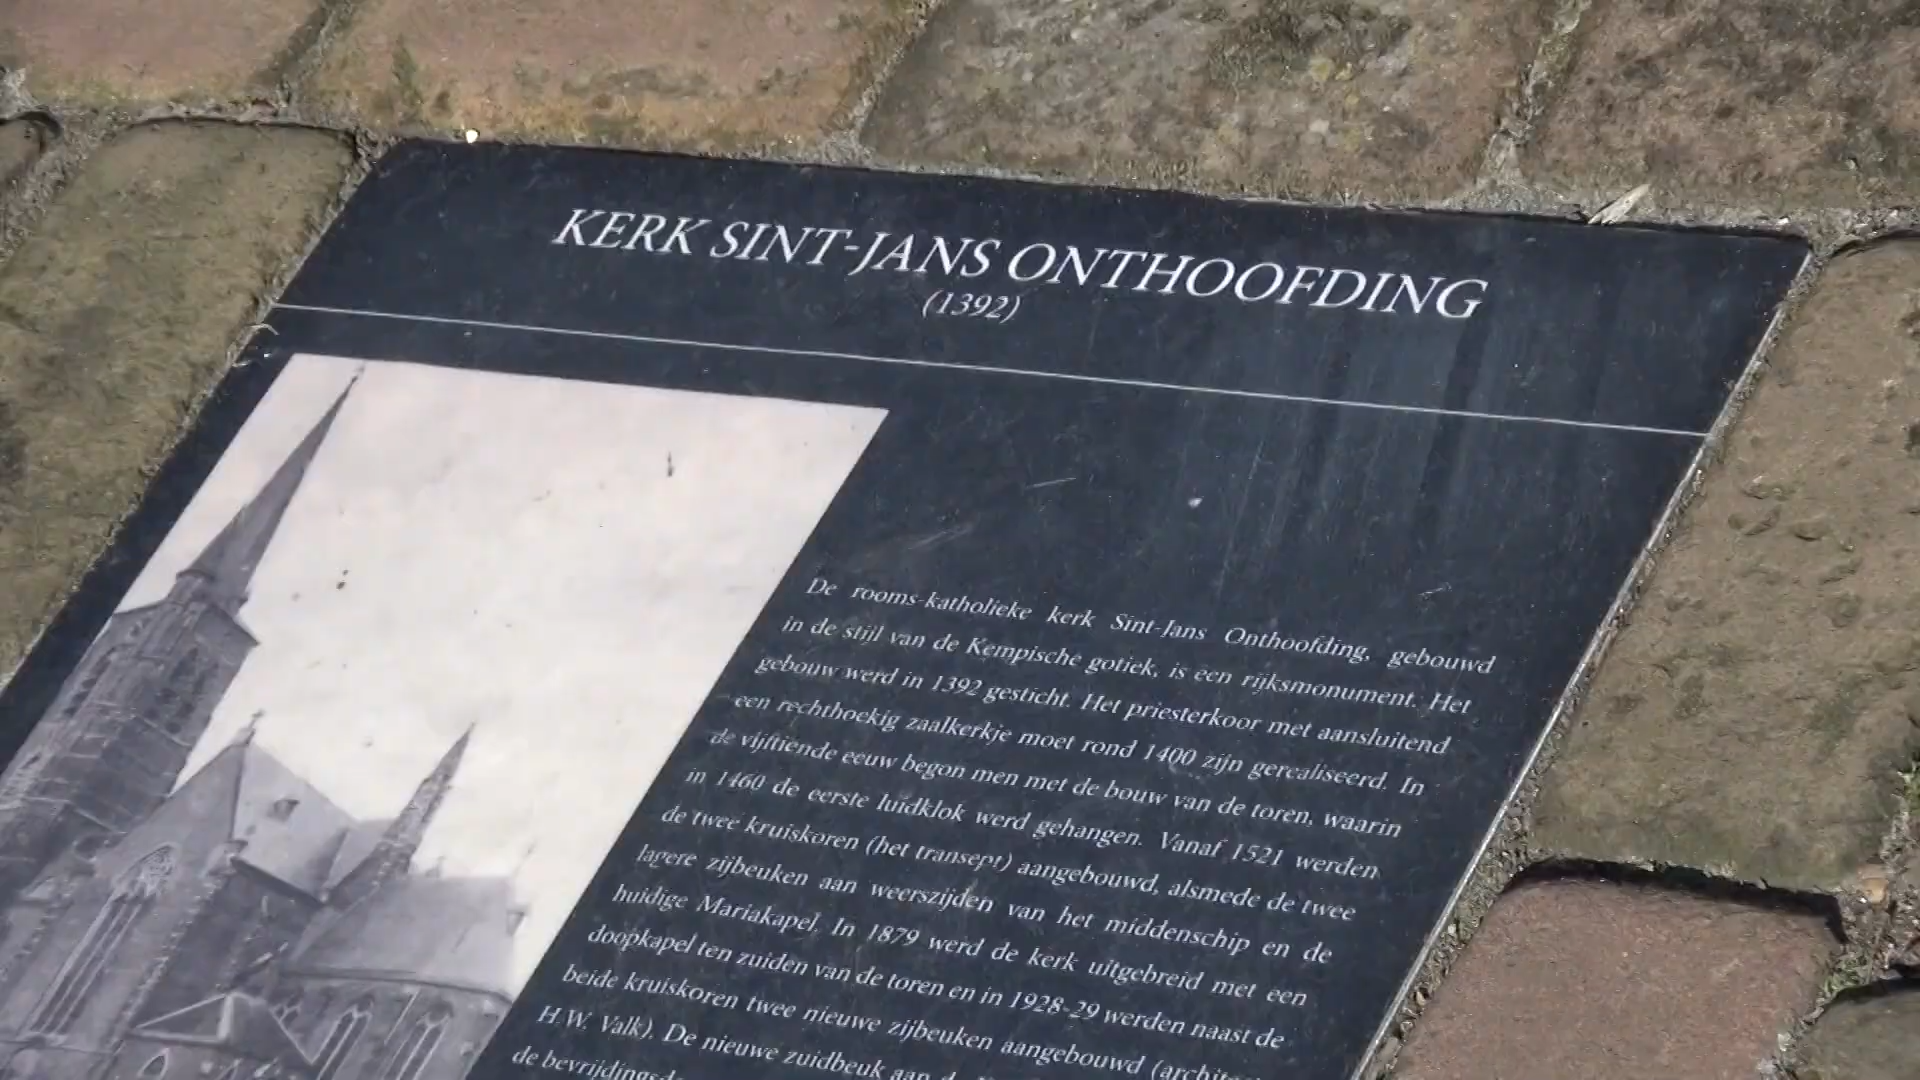 KERK SINT-JANS ONTHOOFDING
(1392)
De rooms-katholieke kerk Sint-Jans Onthoofding, gebouwd
in de stijl van de Kempische gotiek, is een rijksmonument. Het
gebouw werd in 1392 gesticht. Het priesterkoor met aansluitend
een rechthoekig zaalkerkje moet rond 1400 zijn gerealiseerd. In
de vijftiende eeuw begon men met de bouw van de toren, waarin
in 1460 de eerste luidklok werd gehangen. Vanaf 1521 werden
de twee kruiskoren (het transept) aangebouwd, alsmede de twee
lagere zijbeuken aan weerszijden van het middenschip en de
huidige Mariakapel. In 1879 werd de kerk uitgebreid met een
doopkapel ten zuiden van de toren en in 1928-29 werden naast de
beide kruiskoren twee nieuwe zijbeuken aangebouwd
H.W. Valk). De nieuwe zuidbeuk aan
de